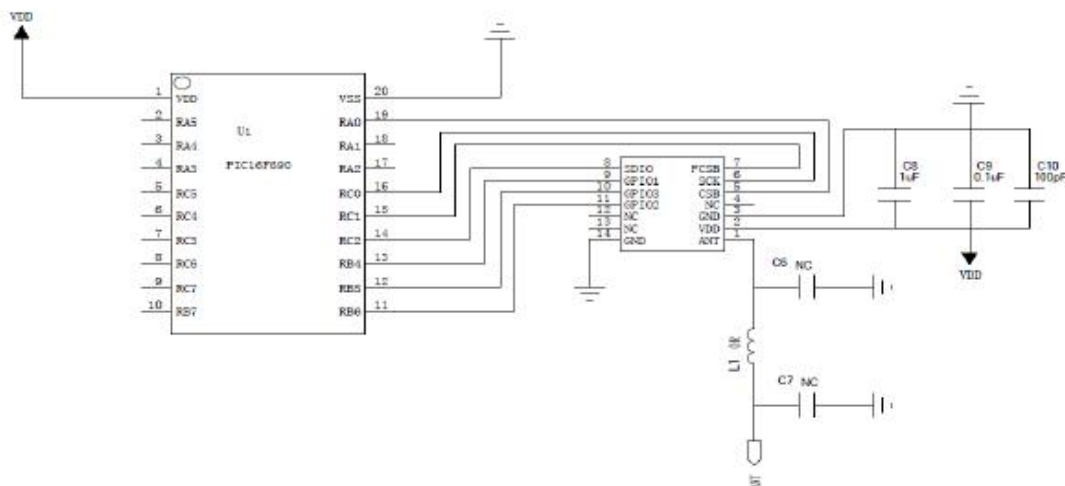 VDD
1 VDD VSS 20
2 RA5 RA0 19
3 RA4 U1 RA1 18
4 RA3 PIC16F690 RA2 17
5 RC5 RC0 16
6 RC4 RC1 15
7 RC3 RC2 14
8 RC6 RB4 13
9 RC7 RB5 12
10 RB7 RB6 11
8 SDIO FCSB 7
9 GPIO1 SCK 6
10 GPIO3 CSB 5
11 GPIO2 NC 4
12 NC GND 3
13 NC VDD 2
14 GND ANT 1
C8
1uF
C9
0.1uF
C10
100pF
VDD
C6 NC
L1 0R
C7 NC